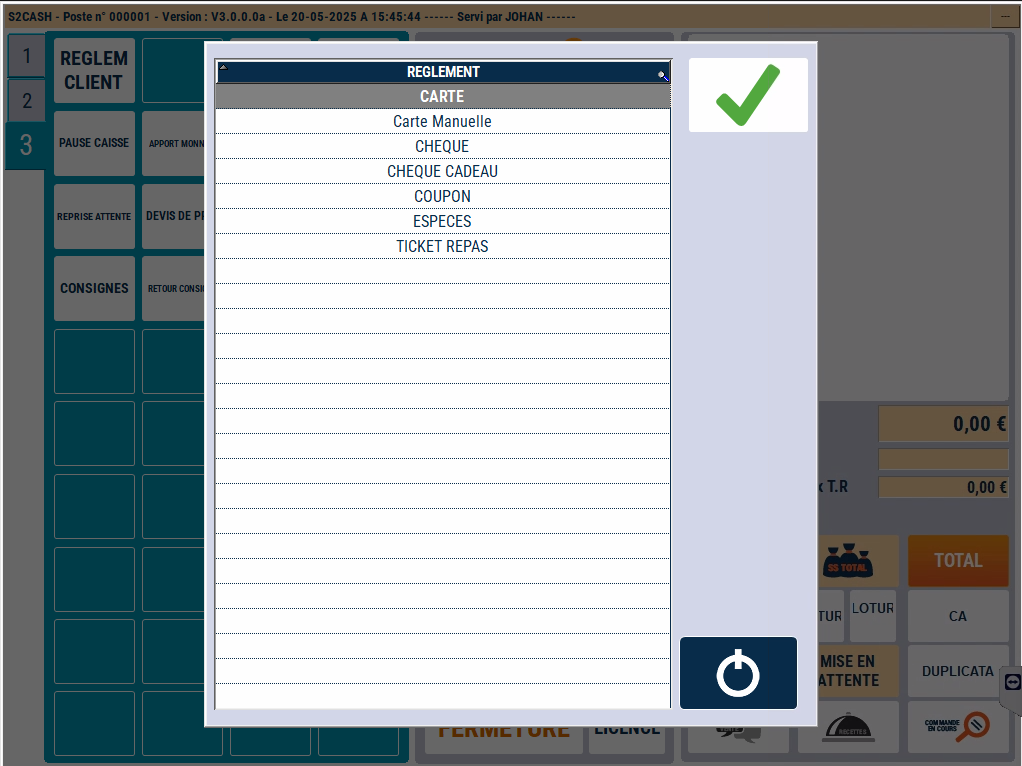 S2CASH - Poste n° 000001 - Version : V3.0.0.0a - Le 20-05-2025 A 15:45:44 ------ Servi par JOHAN ------
1
2
3
REGLEM
CLIENT
PAUSE CAISSE
APPORT MONN
REPRISE ATTENTE
DEVIS DE PR
CONSIGNES
RETOUR CONSI
REGLEMENT
CARTE
Carte Manuelle
CHEQUE
CHEQUE CADEAU
COUPON
ESPECES
TICKET REPAS
0,00 €
x T.R
0,00 €
SS TOTAL
TOTAL
TUR
LOTUR
CA
MISE EN
ATTENTE
DUPLICATA
FERMETURE
LICENCE
RECETTES
COMMANDE
EN COURS